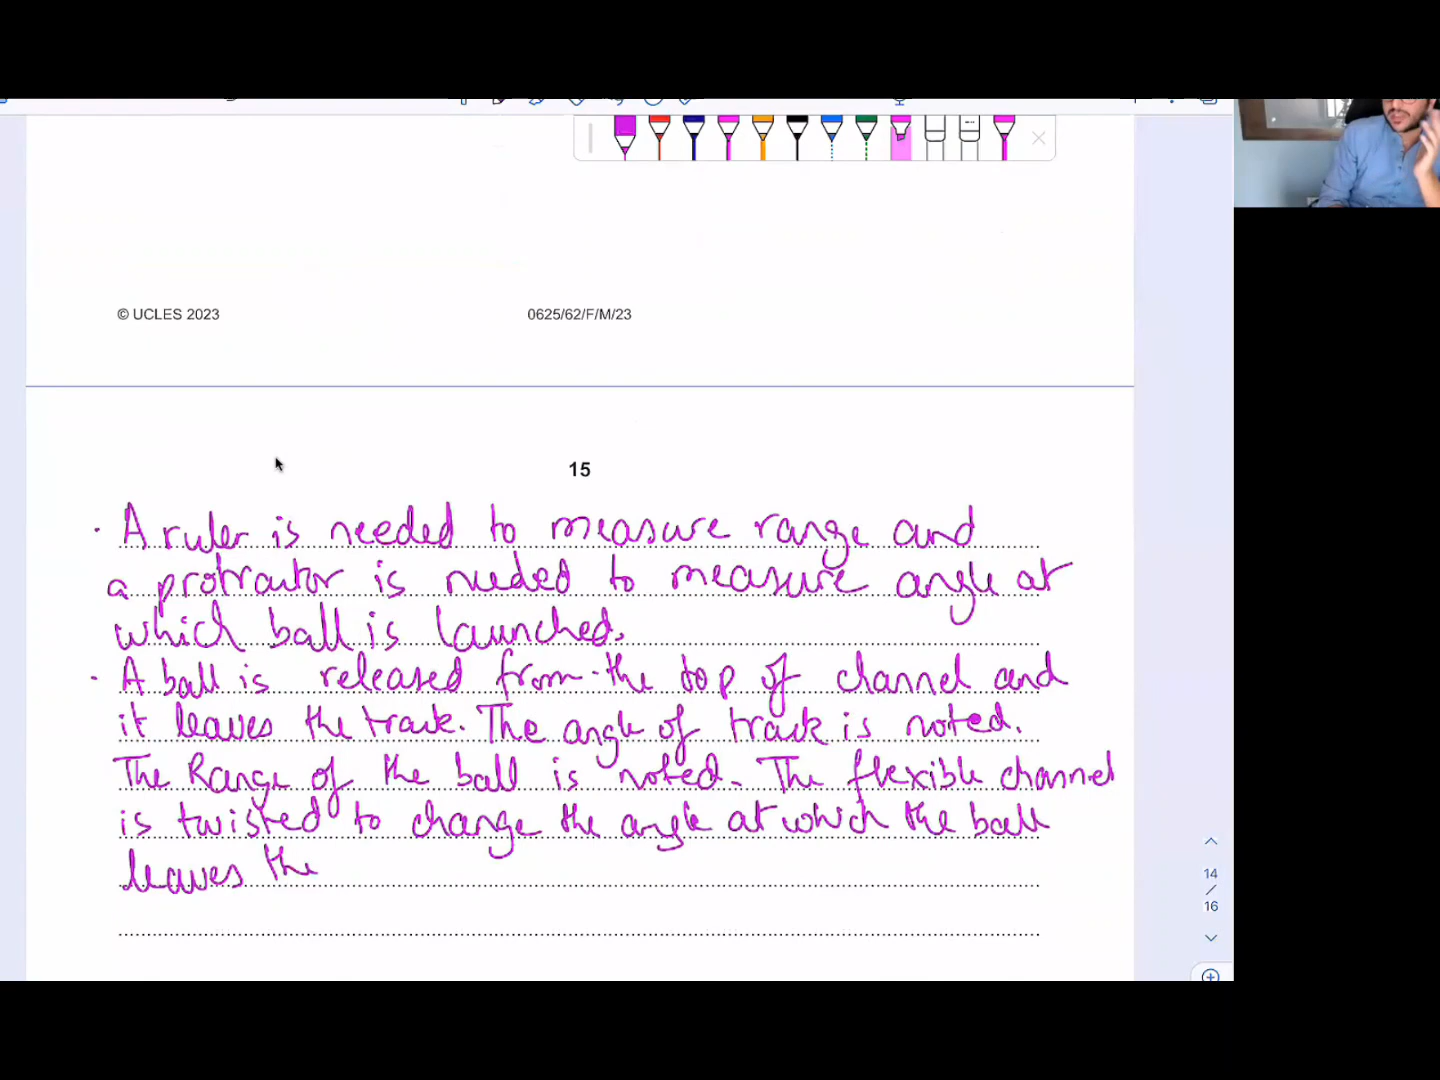 © UCLES 2023
0625/62/F/M/23
15
· A ruler is needed to measure range and
a protractor is needed to measure angle at
which ball is launched.
· A ball is released from the top of channel and
it leaves the track. The angle of track is noted.
The Range of the ball is noted. The flexible channel
is twisted to change the angle at which the ball
leaves the
14
/
16